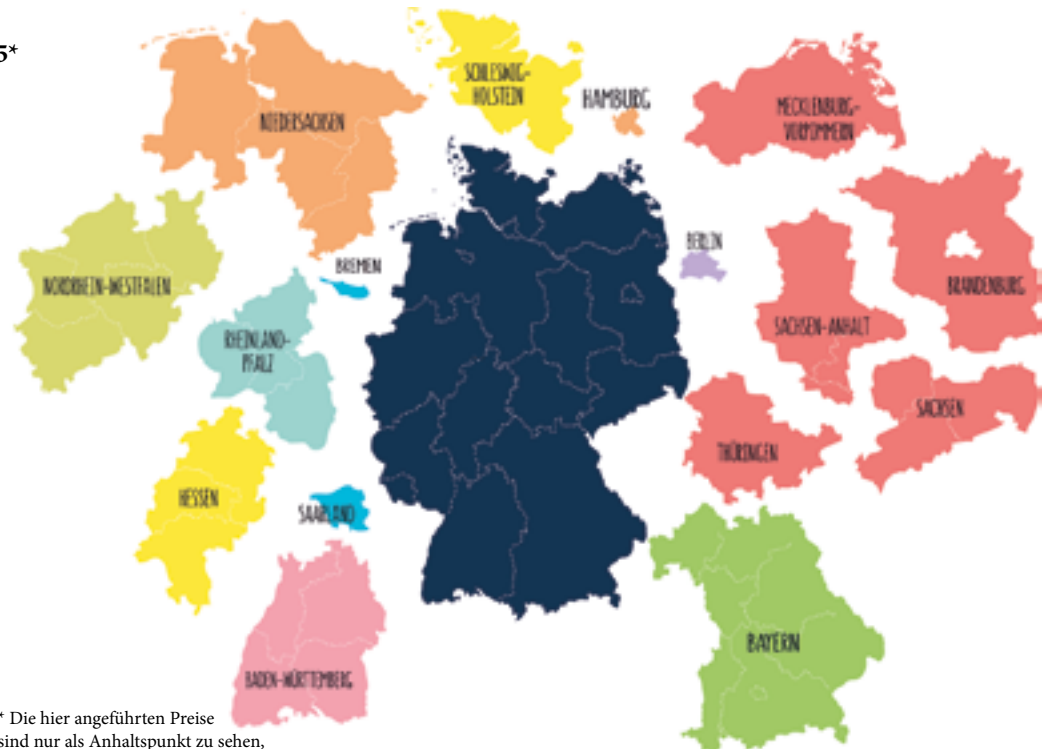 5*
SCHLESWIG-
HOLSTEIN
HAMBURG
MECKLENBURG-
VORPOMMERN
NIEDERSACHSEN
BERLIN
BREMEN
NORDRHEIN-WESTFALEN
BRANDENBURG
SACHSEN-ANHALT
RHEINLAND-
PFALZ
SACHSEN
THÜRINGEN
HESSEN
SAARLAND
BAYERN
BADEN-WÜRTTEMBERG
* Die hier angeführten Preise
sind nur als Anhaltspunkt zu sehen,